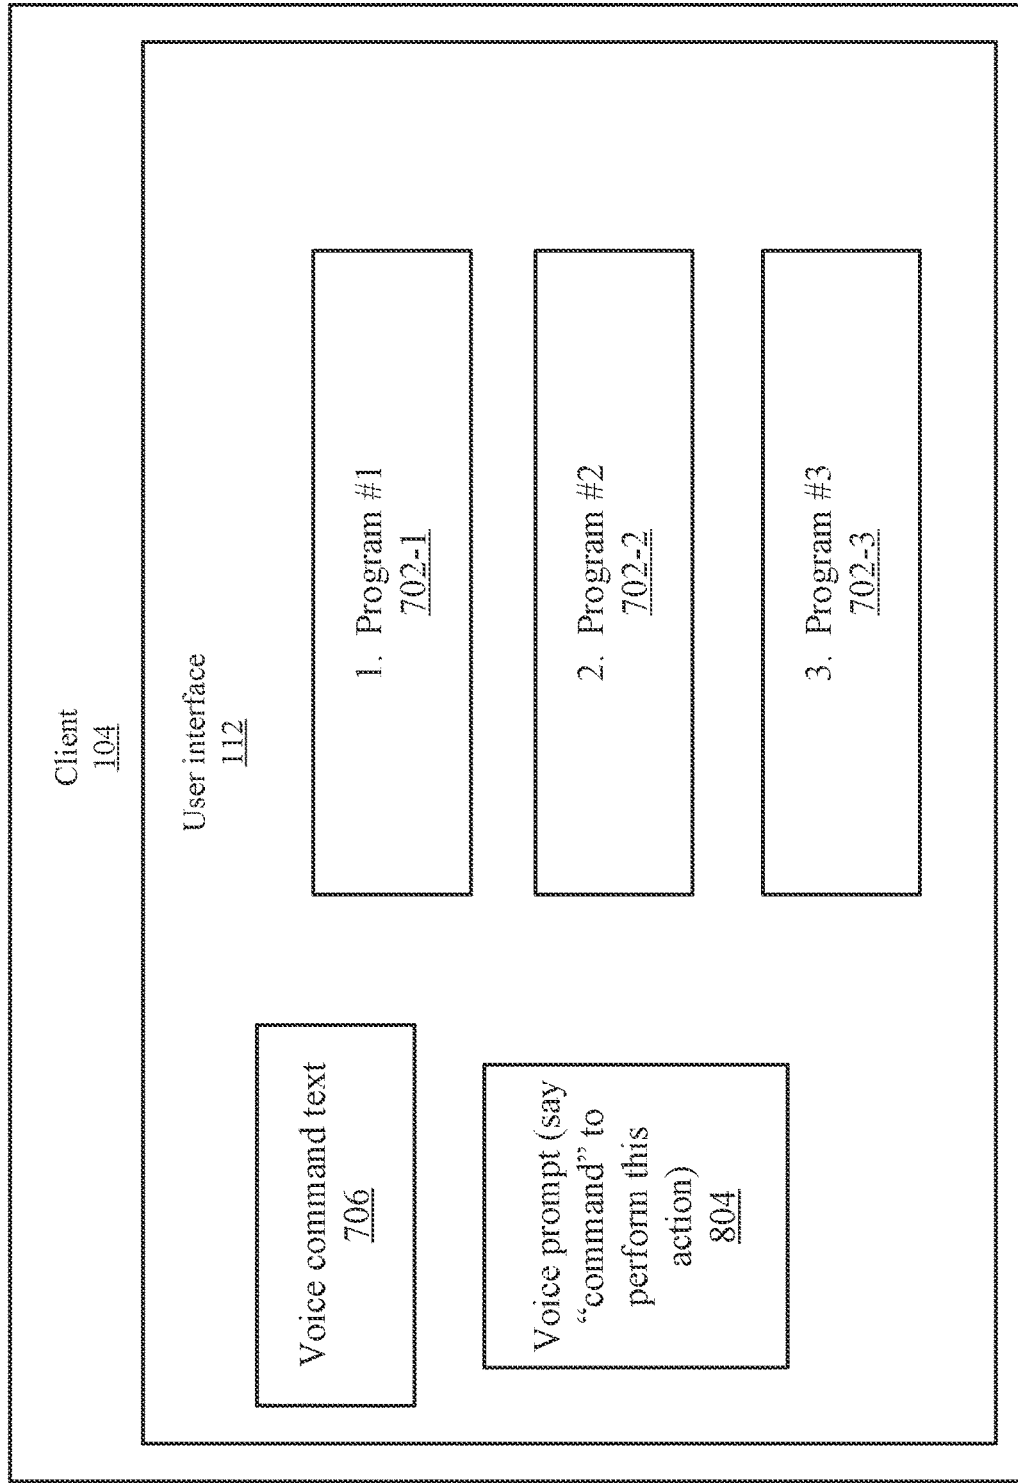 Client
104
User interface
112
Voice command text
706
Voice prompt (say
“command” to
perform this
action)
804
1. Program #1
702-1
2. Program #2
702-2
3. Program #3
702-3